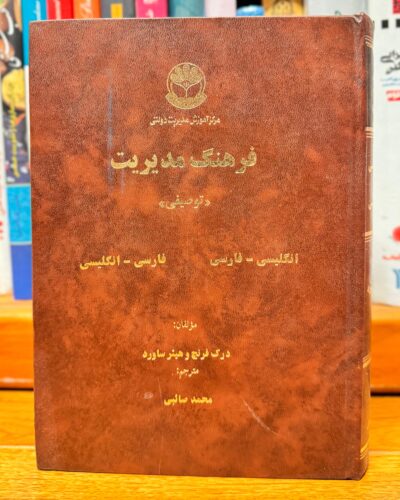 مرکز آموزش مدیریت دولتی
فرهنگ مدیریت
«توصیفی»
انگلیسی - فارسی فارسی - انگلیسی
مؤلفان:
درک فرنچ و هیتر ساورد
مترجم:
محمد صائبی